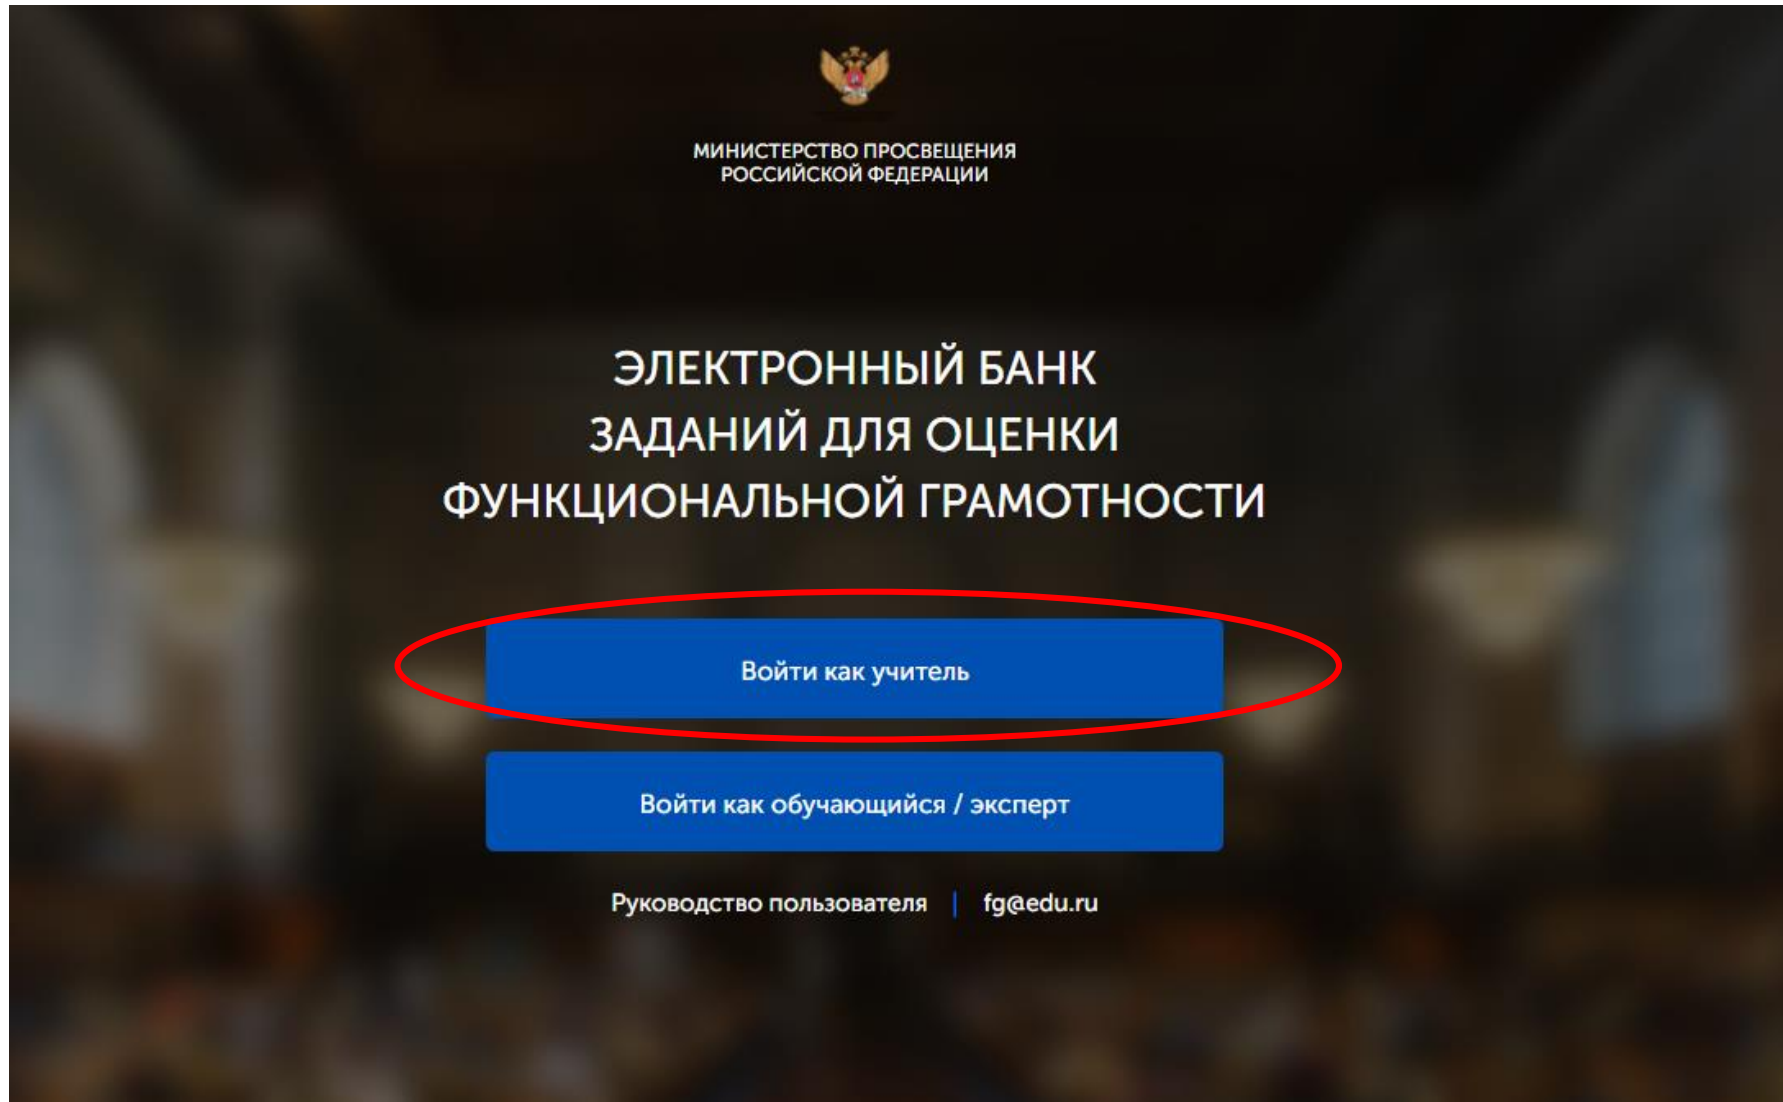 МИНИСТЕРСТВО ПРОСВЕЩЕНИЯ
РОССИЙСКОЙ ФЕДЕРАЦИИ
ЭЛЕКТРОННЫЙ БАНК
ЗАДАНИЙ ДЛЯ ОЦЕНКИ
ФУНКЦИОНАЛЬНОЙ ГРАМОТНОСТИ
Войти как учитель
Войти как обучающийся / эксперт
Руководство пользователя | fg@edu.ru